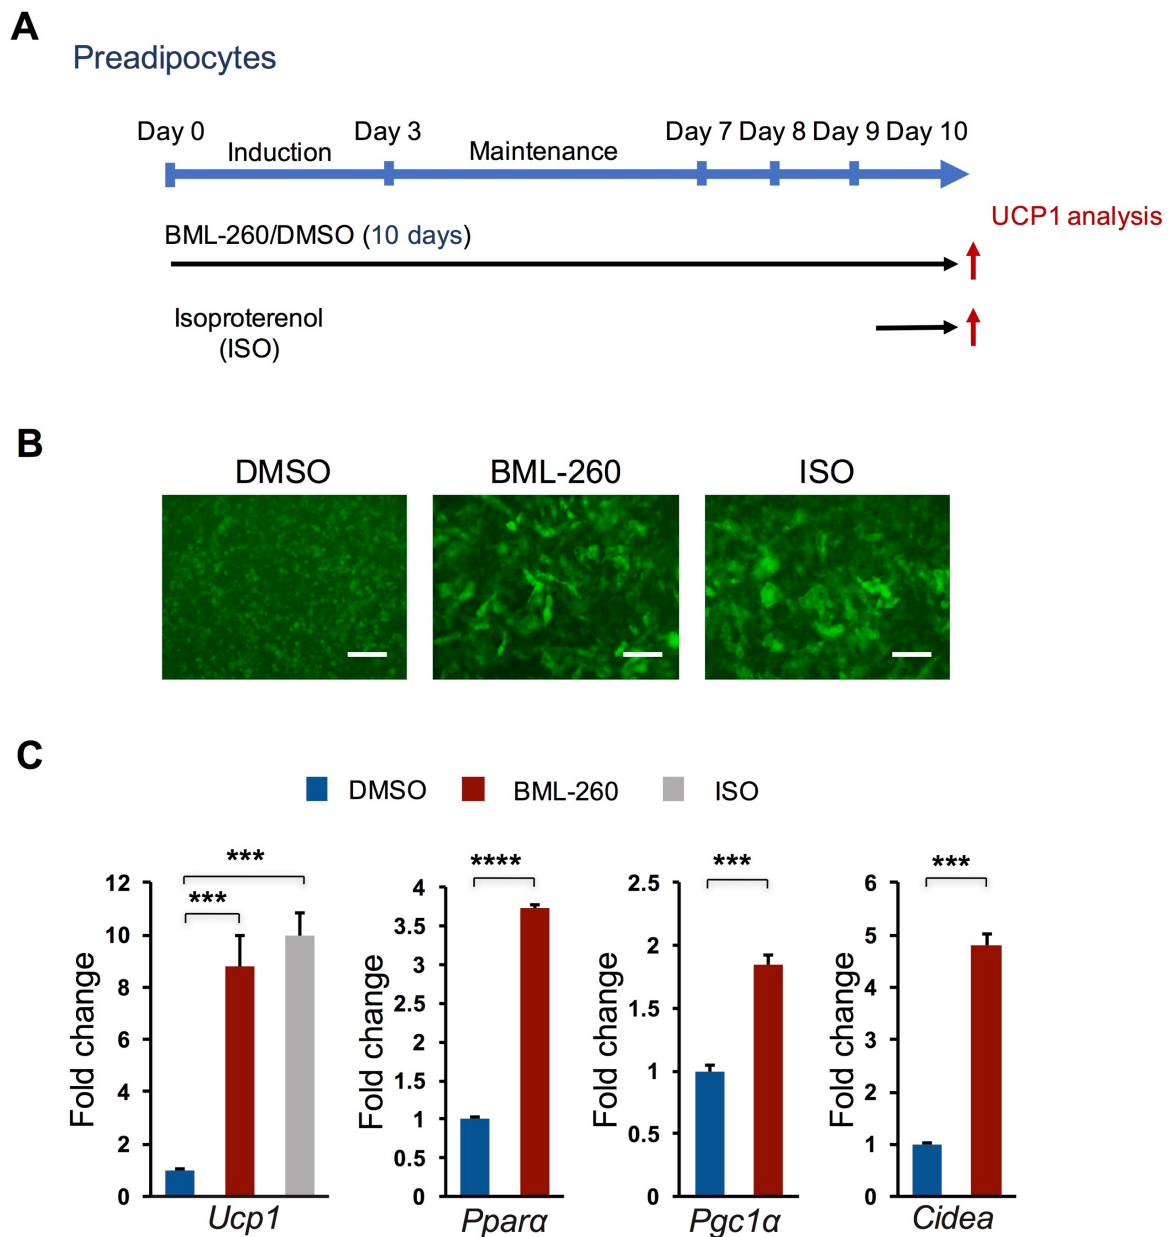 A
Preadipocytes
Day 0 Day 3 Day 7 Day 8 Day 9 Day 10
Induction Maintenance
UCP1 analysis
BML-260/DMSO (10 days)
Isoproterenol
(ISO)
B
DMSO BML-260 ISO
C
DMSO BML-260 ISO
***
***
12
10
8
6
4
2
0
Fold change
Ucp1
****
4
3.5
3
2.5
2
1.5
1
0.5
0
Fold change
Pparα
***
2.5
2
1.5
1
0.5
0
Fold change
Pgc1α
***
6
5
4
3
2
1
0
Fold change
Cidea